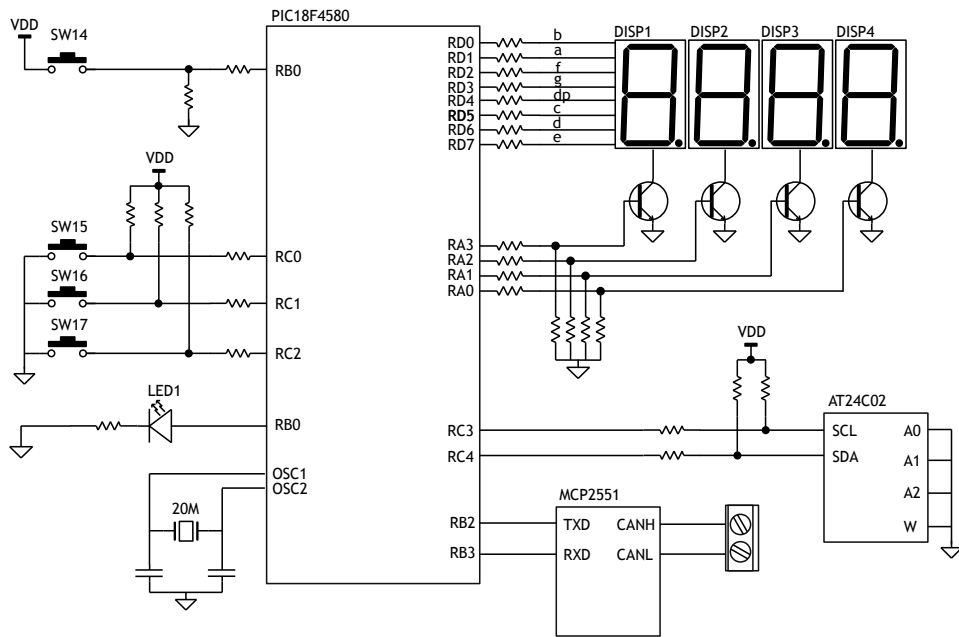 PIC18F4580
VDD
SW14
RB0
RD0
RD1
RD2
RD3
RD4
RD5
RD6
RD7
b
a
f
g
dp
c
d
e
DISP1
DISP2
DISP3
DISP4
VDD
SW15
RC0
SW16
RC1
SW17
RC2
RA3
RA2
RA1
RA0
LED1
RB0
OSC1
OSC2
20M
VDD
RC3
RC4
AT24C02
SCL
SDA
A0
A1
A2
W
MCP2551
RB2
RB3
TXD
RXD
CANH
CANL